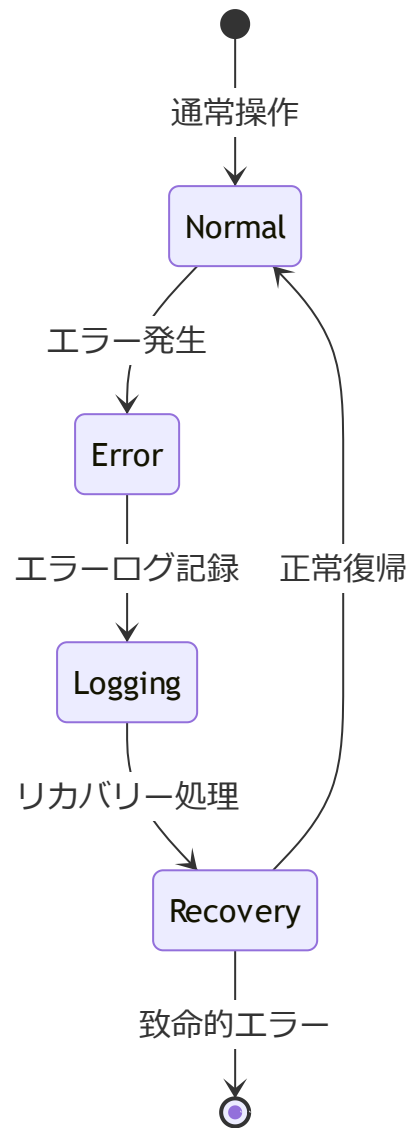 通常操作
Normal
エラー発生
Error
エラーログ記録
正常復帰
Logging
リカバリー処理
Recovery
致命的エラー